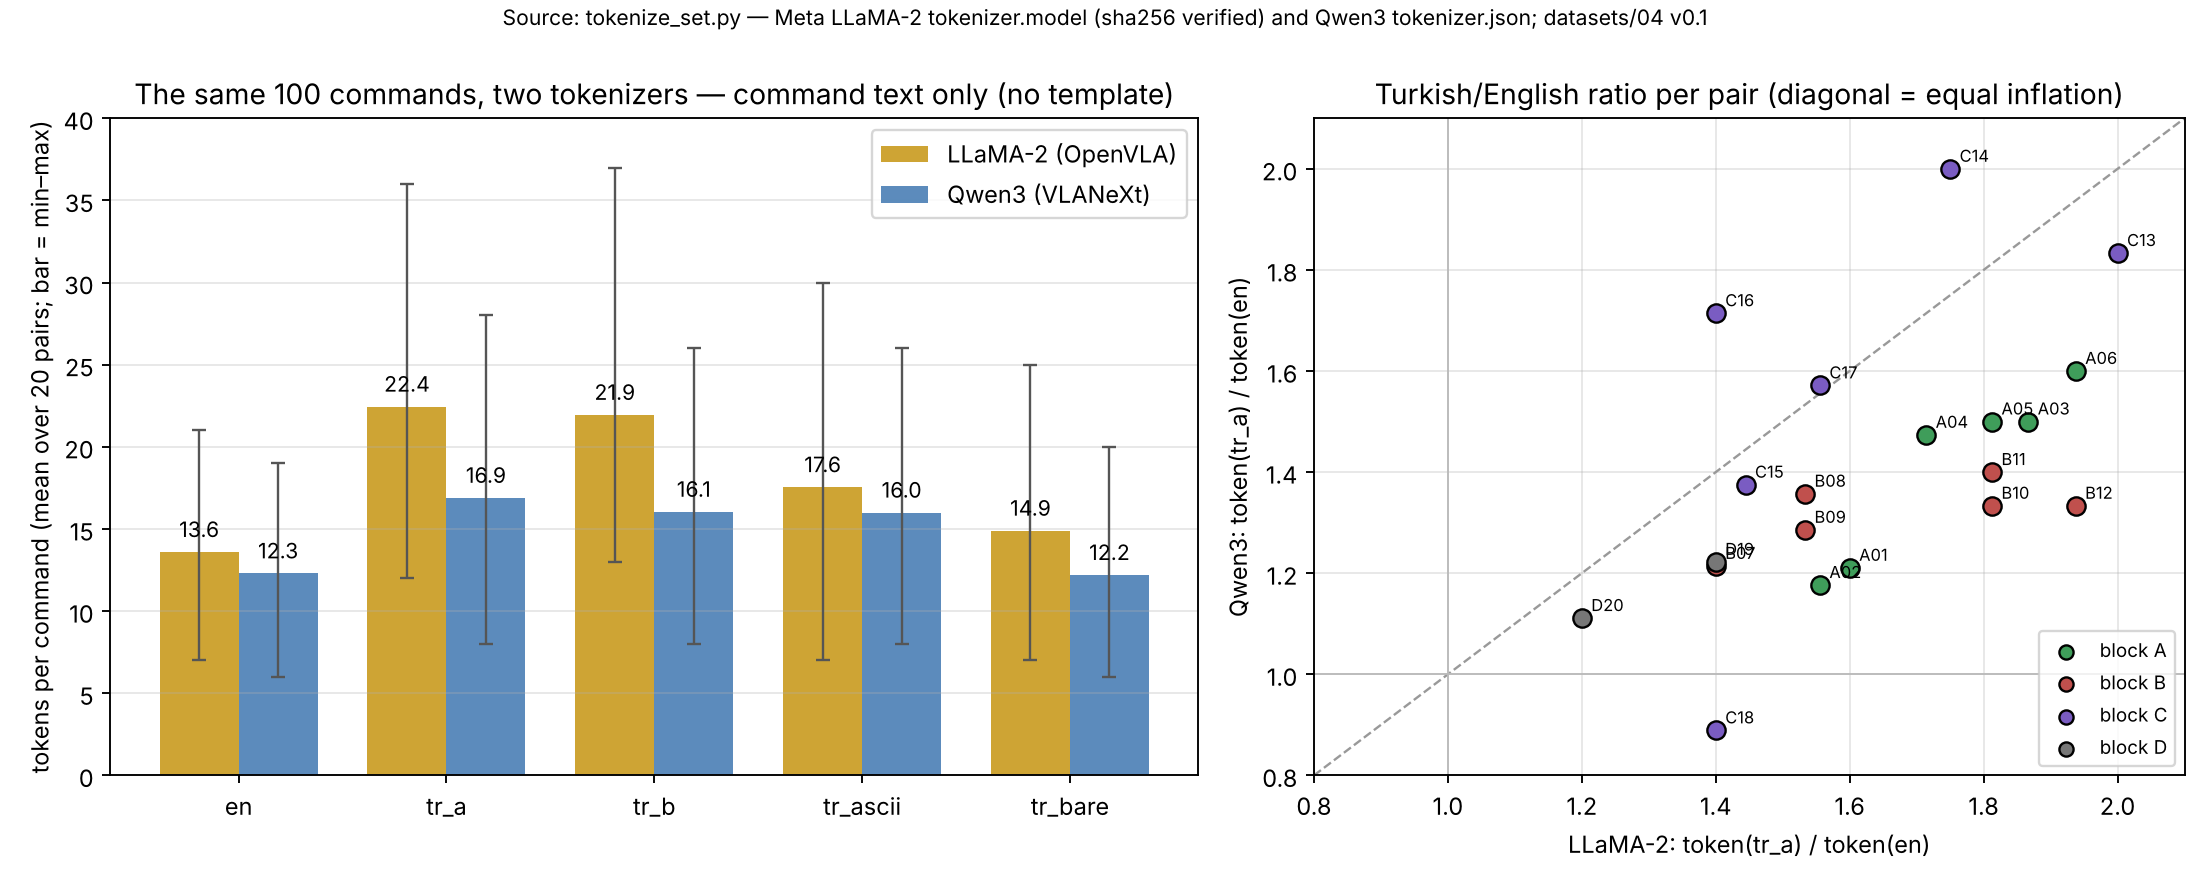 Source: tokenize_set.py — Meta LLaMA-2 tokenizer.model (sha256 verified) and Qwen3 tokenizer.json; datasets/04 v0.1
The same 100 commands, two tokenizers — command text only (no template)
tokens per command (mean over 20 pairs; bar = min–max)
40
35
30
25
20
15
10
5
0
LLaMA-2 (OpenVLA)
Qwen3 (VLANeXt)
13.6
12.3
22.4
16.9
21.9
16.1
17.6
16.0
14.9
12.2
en
tr_a
tr_b
tr_ascii
tr_bare
Turkish/English ratio per pair (diagonal = equal inflation)
Qwen3: token(tr_a) / token(en)
2.0
1.8
1.6
1.4
1.2
1.0
0.8
C14
C13
C16
C17
A06
A05
A03
A04
B11
C15
B08
B10
B12
B09
D19
B07
A01
A02
D20
C18
block A
block B
block C
block D
0.8
1.0
1.2
1.4
1.6
1.8
2.0
LLaMA-2: token(tr_a) / token(en)